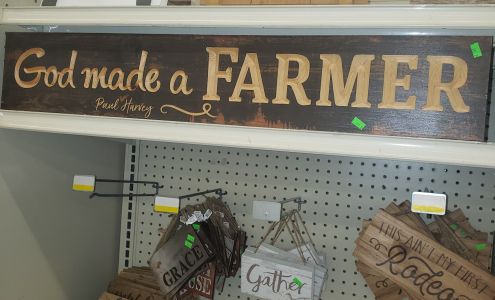 God made a FARMER
Paul Harvey
GRACE
Gather
THIS AIN'T MY FIRST
Rodeo